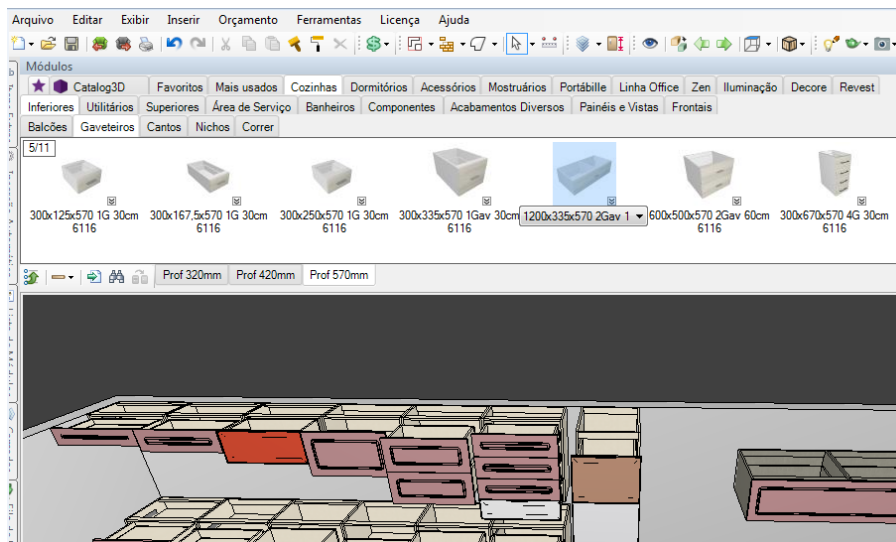 Arquivo Editar Exibir Inserir Orçamento Ferramentas Licença Ajuda
Módulos
Catalog3D Favoritos Mais usados Cozinhas Dormitórios Acessórios Mostruários Portábille Linha Office Zen Iluminação Decore Revest
Inferiores Utilitários Superiores Área de Serviço Banheiros Componentes Acabamentos Diversos Painéis e Vistas Frontais
Balcões Gaveteiros Cantos Nichos Correr
5/11
300x125x570 1G 30cm 300x167,5x570 1G 30cm 300x250x570 1G 30cm 300x335x570 1Gav 30cm 1200x335x570 2Gav 1 600x500x570 2Gav 60cm 300x670x570 4G 30cm
6116 6116 6116 6116 6116 6116
Prof 320mm Prof 420mm Prof 570mm